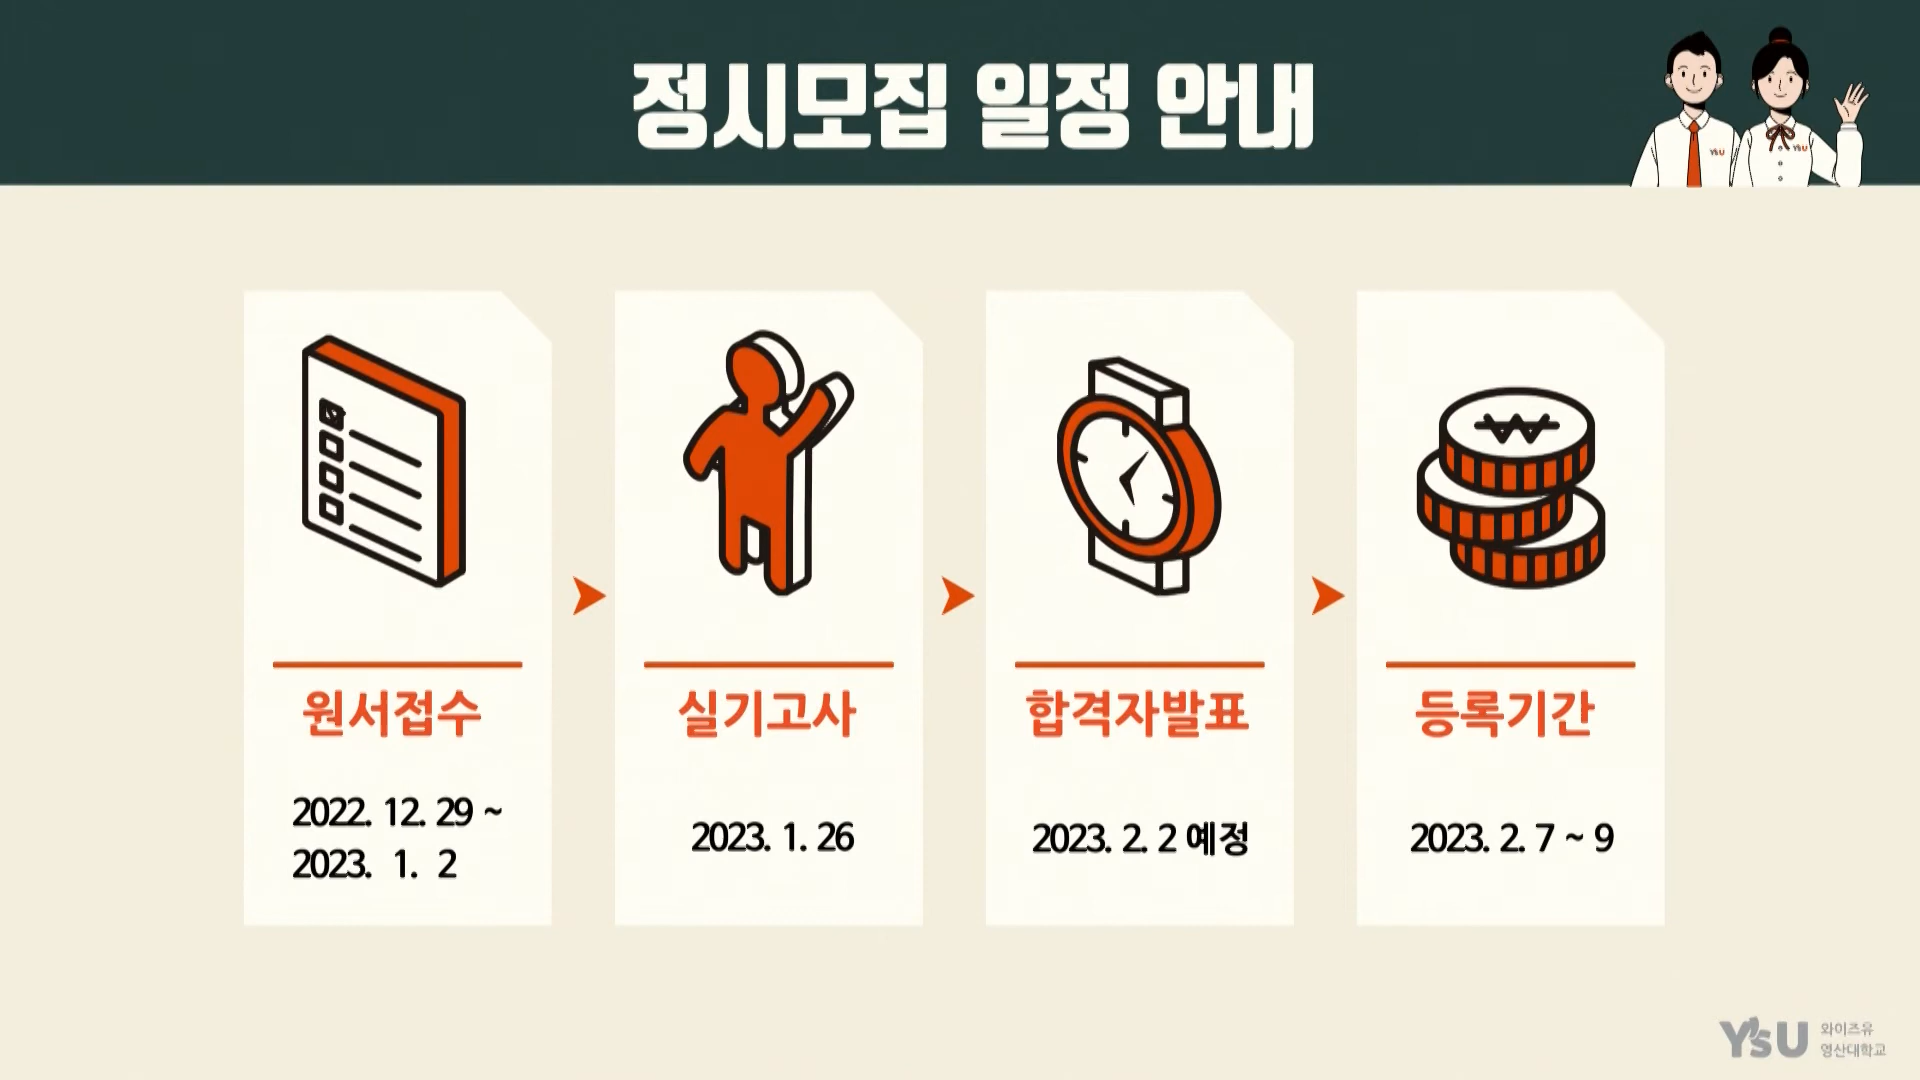 정시모집 일정 안내
YsU
YsU
원서접수
2022. 12. 29 ~
2023. 1. 2
실기고사
2023. 1. 26
합격자발표
2023. 2. 2 예정
등록기간
2023. 2. 7 ~ 9
YsU
와이즈유
영산대학교